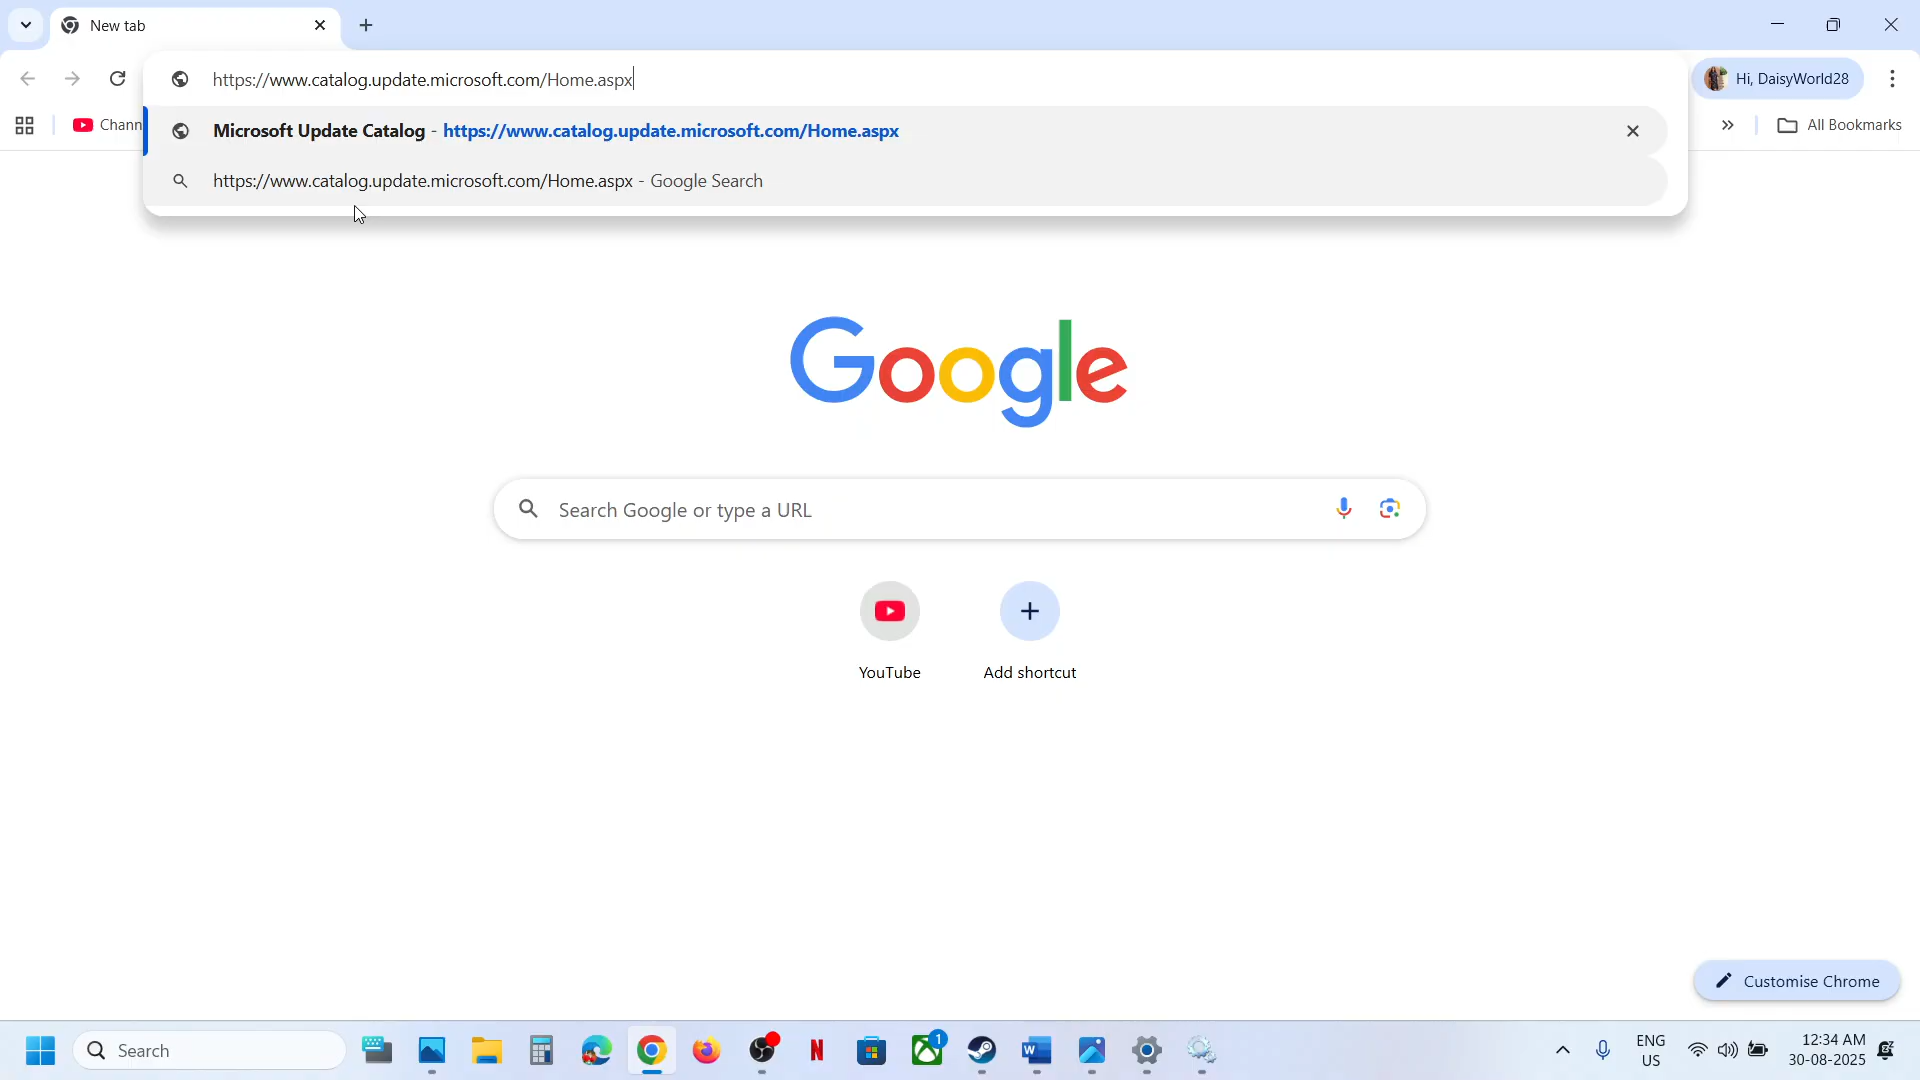 New tab
https://www.catalog.update.microsoft.com/Home.aspx
Hi, DaisyWorld28
Chann
Microsoft Update Catalog - https://www.catalog.update.microsoft.com/Home.aspx
All Bookmarks
https://www.catalog.update.microsoft.com/Home.aspx - Google Search
Google
Search Google or type a URL
YouTube
Add shortcut
Customise Chrome
Search
1
ENG
US
12:34 AM
30-08-2025